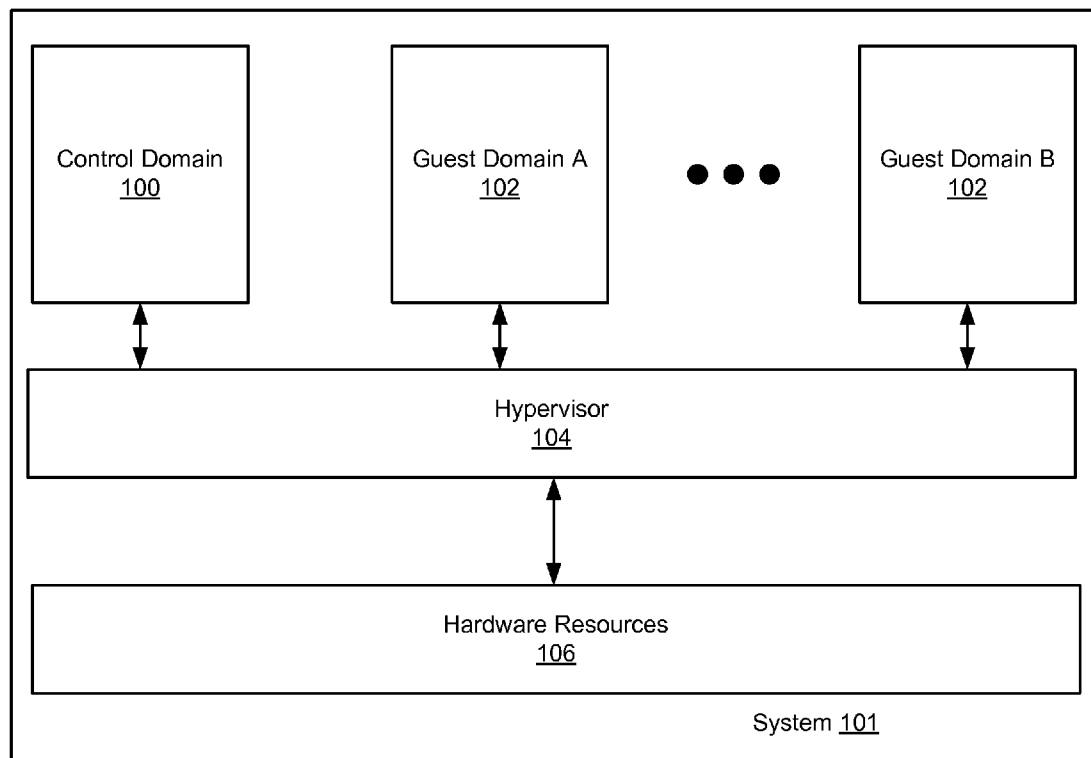 Control Domain
100
Guest Domain A
102
Guest Domain B
102
Hypervisor
104
Hardware Resources
106
System 101